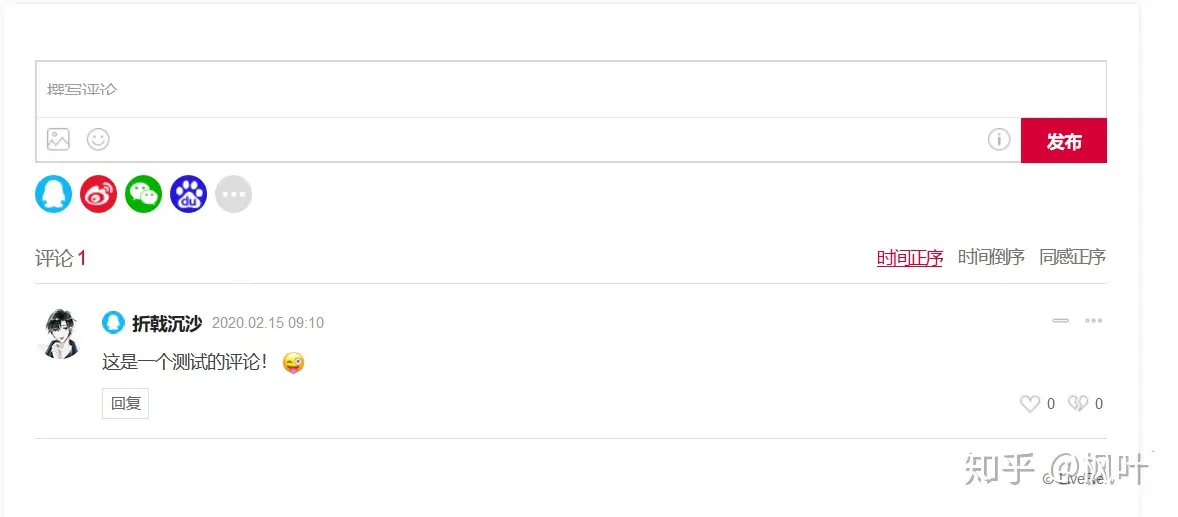 撰写评论
发布
du
评论 1
时间正序 时间倒序 同感正序
折戟沉沙 2020.02.15 09:10
这是一个测试的评论!
回复
0 0
知乎 @枫叶
© LiveRe.